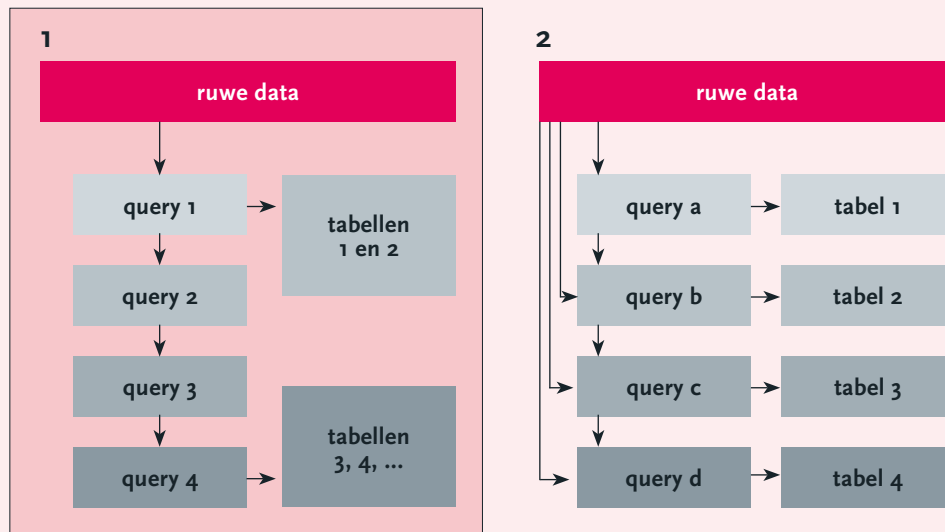 1
ruwe data
query 1
tabellen
1 en 2
query 2
query 3
tabellen
3, 4, ...
query 4
2
ruwe data
query a
tabel 1
query b
tabel 2
query c
tabel 3
query d
tabel 4